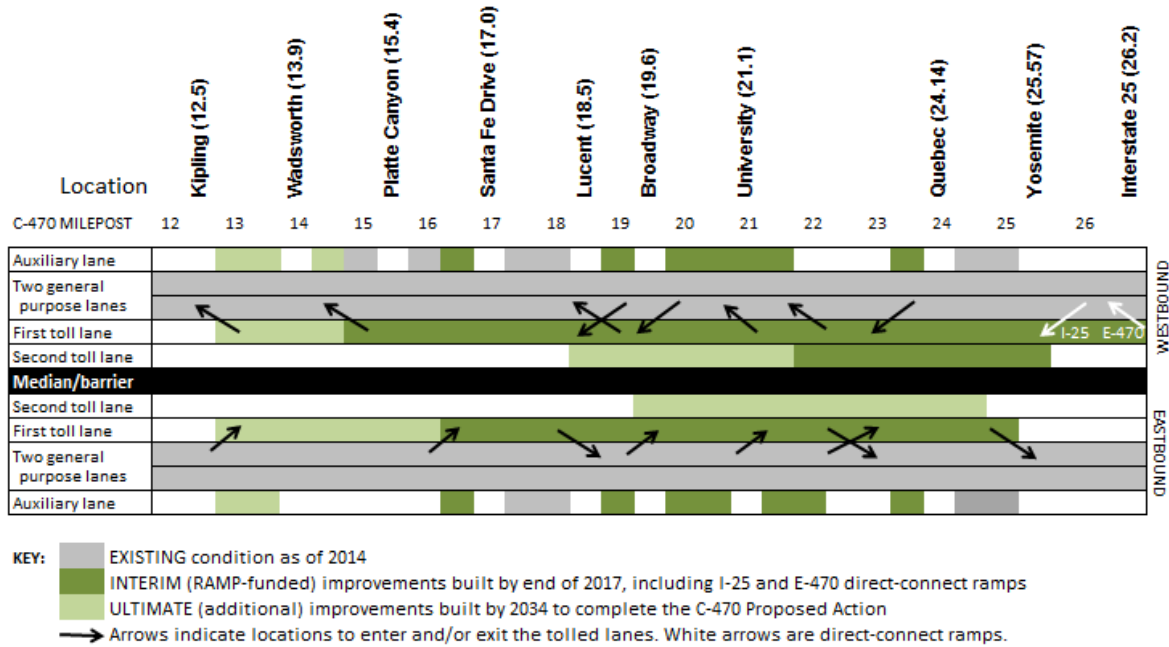 Kipling (12.5)
Wadsworth (13.9)
Platte Canyon (15.4)
Santa Fe Drive (17.0)
Lucent (18.5)
Broadway (19.6)
University (21.1)
Quebec (24.14)
Yosemite (25.57)
Interstate 25 (26.2)
Location
C-470 MILEPOST 12 13 14 15 16 17 18 19 20 21 22 23 24 25 26
Auxiliary lane
Two general
purpose lanes
First toll lane I-25 E-470
Second toll lane
WESTBOUND
Median/barrier
Second toll lane
First toll lane
Two general
purpose lanes
Auxiliary lane
EASTBOUND
KEY: EXISTING condition as of 2014
INTERIM (RAMP-funded) improvements built by end of 2017, including I-25 and E-470 direct-connect ramps
ULTIMATE (additional) improvements built by 2034 to complete the C-470 Proposed Action
Arrows indicate locations to enter and/or exit the tolled lanes. White arrows are direct-connect ramps.